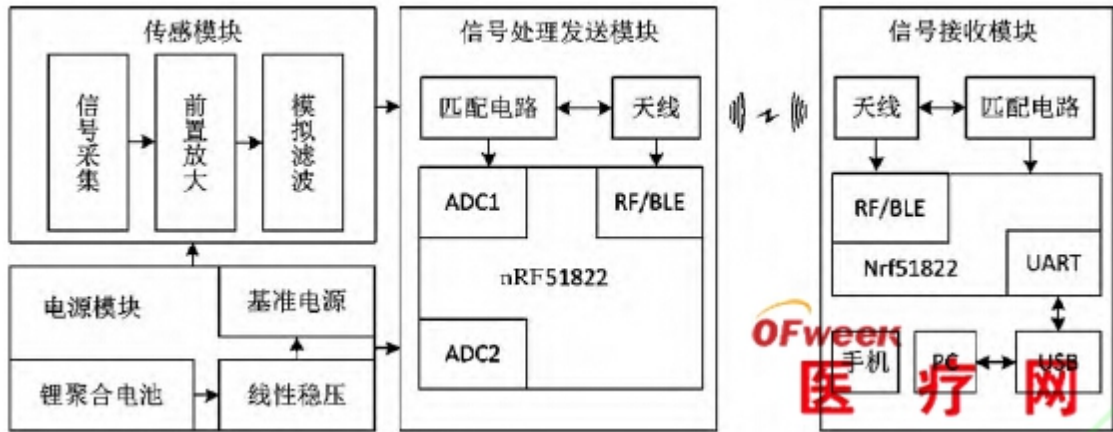 传感模块
信号采集
前置放大
模拟滤波
电源模块
基准电源
锂聚合电池
线性稳压
信号处理发送模块
匹配电路
天线
ADC1
RF/BLE
nRF51822
ADC2
信号接收模块
天线
匹配电路
RF/BLE
Nrf51822
UART
手机
PC
USB
OFweek
医疗网